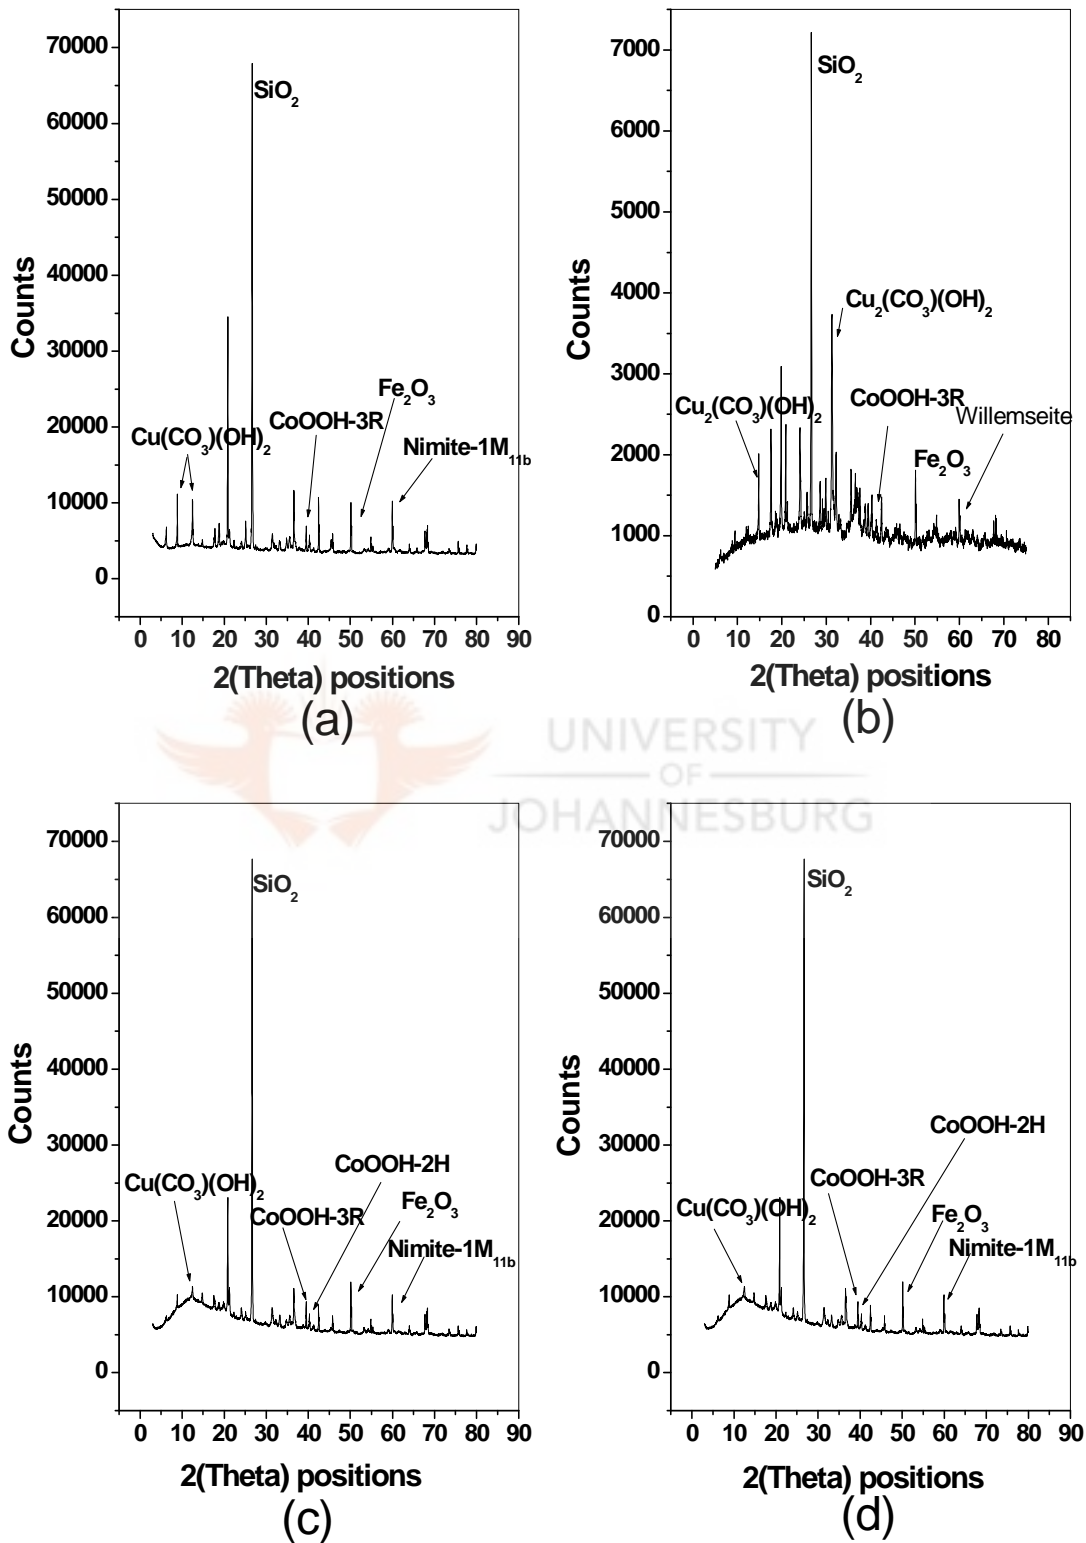 70000
60000
50000
40000
30000
20000
10000
0
Counts
SiO2
Cu(CO3)(OH)2
CoOOH-3R
Fe2O3
Nimite-1M11b
0 10 20 30 40 50 60 70 80 90
2(Theta) positions
(a)
7000
6000
5000
4000
3000
2000
1000
0
Counts
SiO2
Cu2(CO3)(OH)2
Cu2(CO3)(OH)2
CoOOH-3R
Willemseite
Fe2O3
0 10 20 30 40 50 60 70 80
2(Theta) positions
(b)
UNIVERSITY
OF
JOHANNESBURG
70000
60000
50000
40000
30000
20000
10000
0
Counts
SiO2
CoOOH-2H
Cu(CO3)(OH)2
Fe2O3
CoOOH-3R
Nimite-1M11b
0 10 20 30 40 50 60 70 80 90
2(Theta) positions
(c)
70000
60000
50000
40000
30000
20000
10000
0
Counts
SiO2
CoOOH-2H
CoOOH-3R
Cu(CO3)(OH)2
Fe2O3
Nimite-1M11b
0 10 20 30 40 50 60 70 80 90
2(Theta) positions
(d)